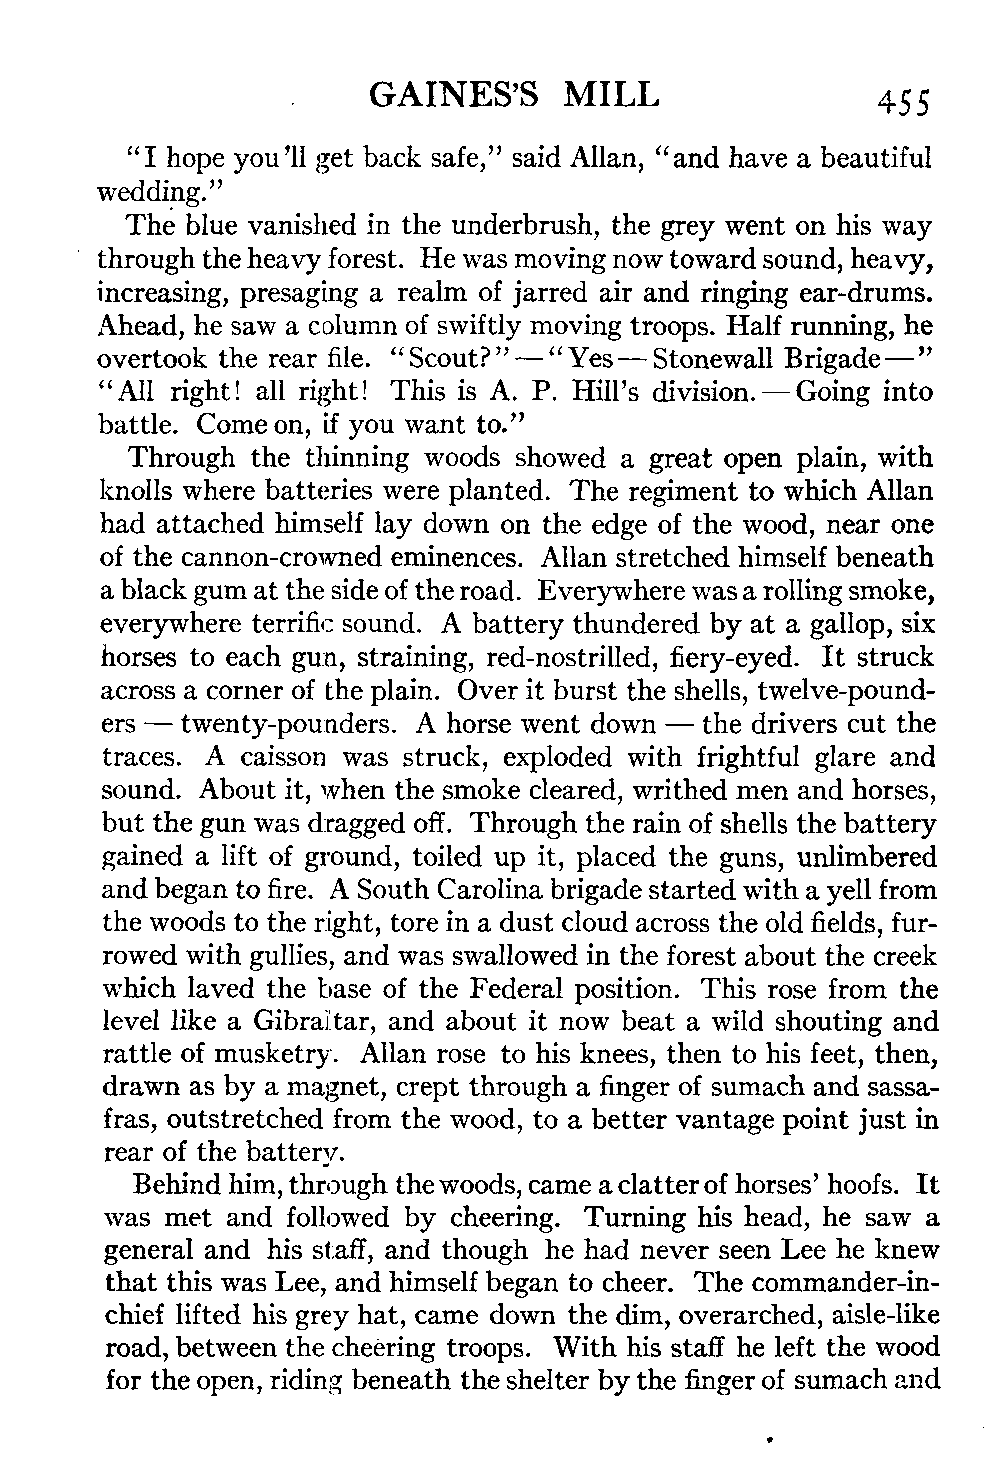 GAINES'S MILL 455
"I hope you'll get back safe," said Allan, "and have a beautiful
wedding."
The blue vanished in the underbrush, the grey went on his way
through the heavy forest. He was moving now toward sound, heavy,
increasing, presaging a realm of jarred air and ringing ear-drums.
Ahead, he saw a column of swiftly moving troops. Half running, he
overtook the rear file. "Scout?" — "Yes — Stonewall Brigade —"
"All right! all right! This is A. P. Hill's division. — Going into
battle. Come on, if you want to."
Through the thinning woods showed a great open plain, with
knolls where batteries were planted. The regiment to which Allan
had attached himself lay down on the edge of the wood, near one
of the cannon-crowned eminences. Allan stretched himself beneath
a black gum at the side of the road. Everywhere was a rolling smoke,
everywhere terrific sound. A battery thundered by at a gallop, six
horses to each gun, straining, red-nostrilled, fiery-eyed. It struck
across a corner of the plain. Over it burst the shells, twelve-pound-
ers — twenty-pounders. A horse went down — the drivers cut the
traces. A caisson was struck, exploded with frightful glare and
sound. About it, when the smoke cleared, writhed men and horses,
but the gun was dragged off. Through the rain of shells the battery
gained a lift of ground, toiled up it, placed the guns, unlimbered
and began to fire. A South Carolina brigade started with a yell from
the woods to the right, tore in a dust cloud across the old fields, fur-
rowed with gullies, and was swallowed in the forest about the creek
which laved the base of the Federal position. This rose from the
level like a Gibraltar, and about it now beat a wild shouting and
rattle of musketry. Allan rose to his knees, then to his feet, then,
drawn as by a magnet, crept through a finger of sumach and sassa-
fras, outstretched from the wood, to a better vantage point just in
rear of the battery.
Behind him, through the woods, came a clatter of horses' hoofs. It
was met and followed by cheering. Turning his head, he saw a
general and his staff, and though he had never seen Lee he knew
that this was Lee, and himself began to cheer. The commander-in-
chief lifted his grey hat, came down the dim, overarched, aisle-like
road, between the cheering troops. With his staff he left the wood
for the open, riding beneath the shelter by the finger of sumach and